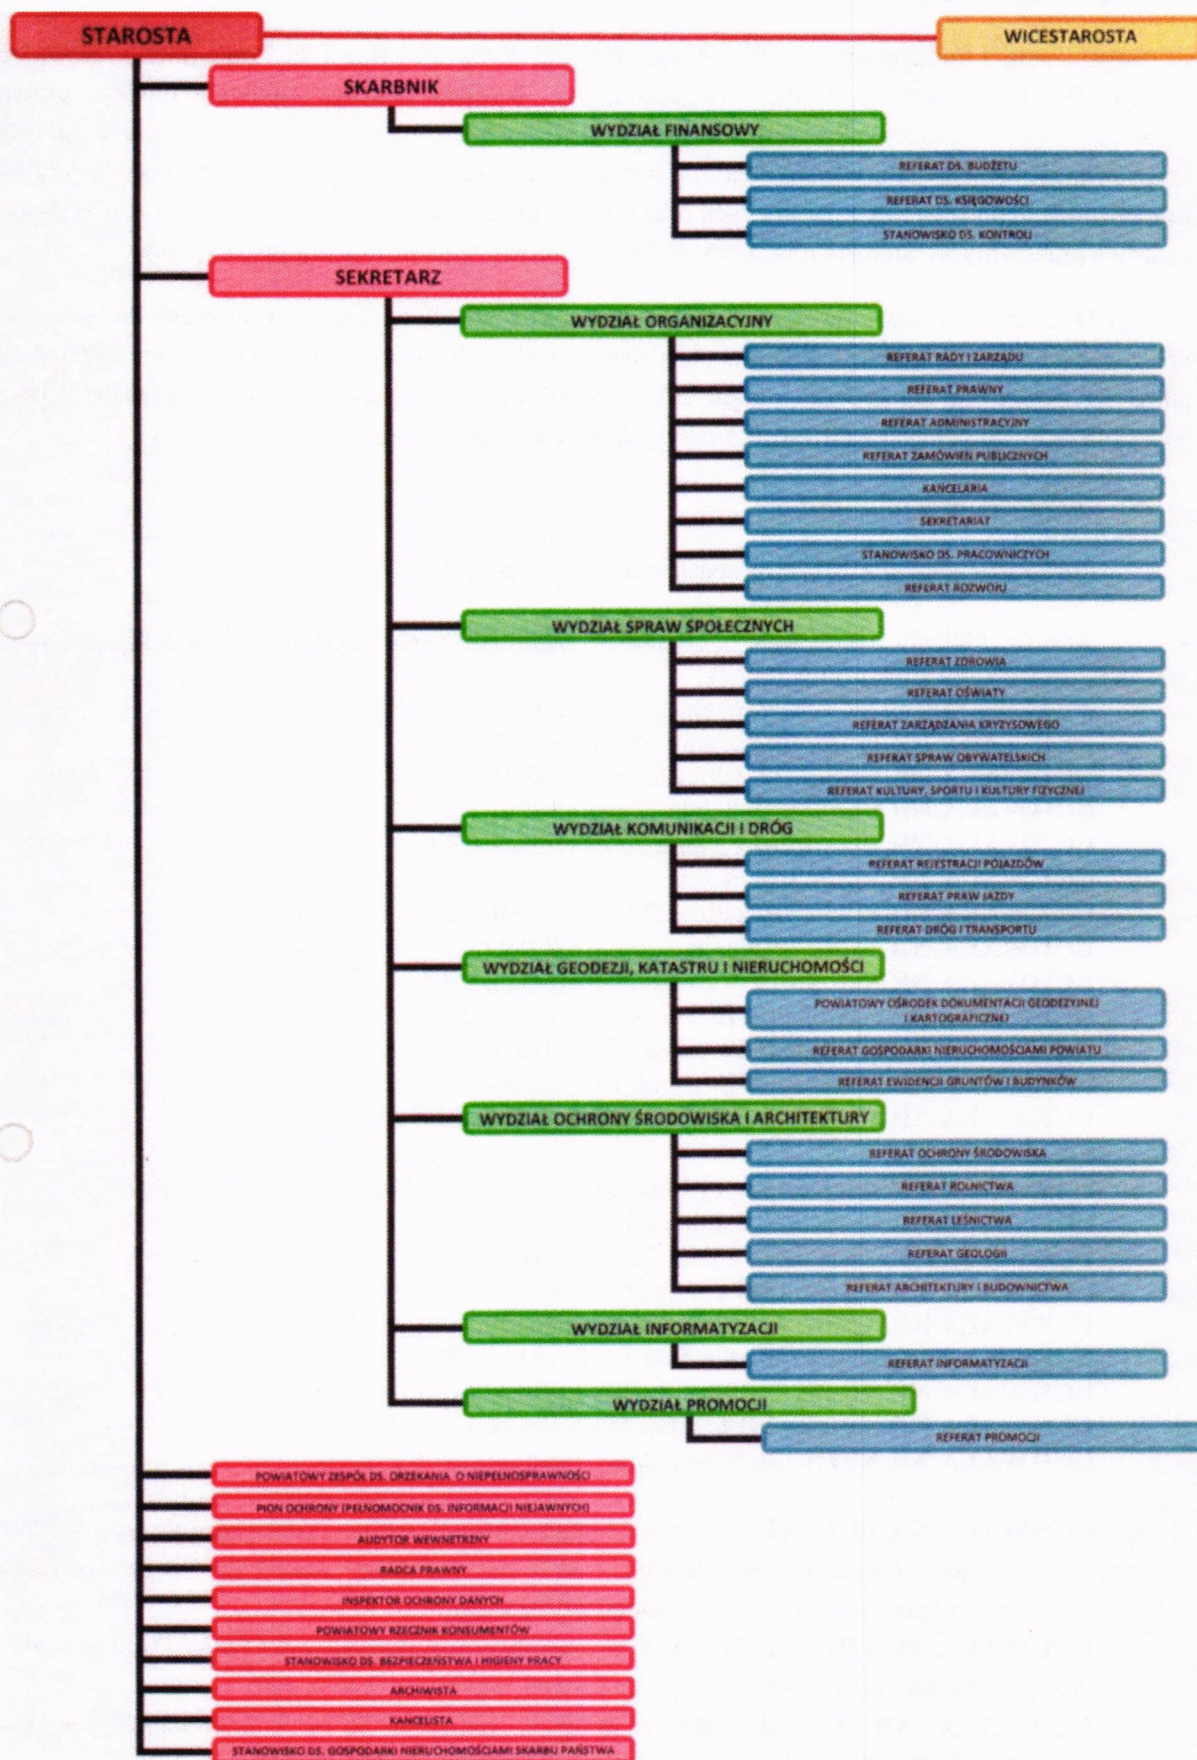 STAROSTA
WICESTAROSTA
SKARBNIK
WYDZIAŁ FINANSOWY
REFERAT DS. BUDŻETU
REFERAT DS. KSIĘGOWOŚCI
STANOWISKO DS. KONTROLI
SEKRETARZ
WYDZIAŁ ORGANIZACYJNY
REFERAT RADY I ZARZĄDU
REFERAT PRAWNY
REFERAT ADMINISTRACYJNY
REFERAT ZAMÓWIEŃ PUBLICZNYCH
KANCELARIA
SEKRETARIAT
STANOWISKO DS. PRACOWNICZYCH
REFERAT ROZWOJU
WYDZIAŁ SPRAW SPOŁECZNYCH
REFERAT ZDROWIA
REFERAT OŚWIATY
REFERAT ZARZĄDZANIA KRYZYSOWEGO
REFERAT SPRAW OBYWATELSKICH
REFERAT KULTURY, SPORTU I KULTURY FIZYCZNEJ
WYDZIAŁ KOMUNIKACJI I DRÓG
REFERAT REJESTRACJI POJAZDÓW
REFERAT PRAW JAZDY
REFERAT DRÓG I TRANSPORTU
WYDZIAŁ GEODEZJI, KATASTRU I NIERUCHOMOŚCI
POWIATOWY OŚRODEK DOKUMENTACJI GEODEZYJNEJ
I KARTOGRAFICZNEJ
REFERAT GOSPODARKI NIERUCHOMOŚCIAMI POWIATU
REFERAT EWIDENCJI GRUNTÓW I BUDYNKÓW
WYDZIAŁ OCHRONY ŚRODOWISKA I ARCHITEKTURY
REFERAT OCHRONY ŚRODOWISKA
REFERAT ROLNICTWA
REFERAT LEŚNICTWA
REFERAT GEOLOGII
REFERAT ARCHITEKTURY I BUDOWNICTWA
WYDZIAŁ INFORMATYZACJI
REFERAT INFORMATYZACJI
WYDZIAŁ PROMOCJI
REFERAT PROMOCJI
POWIATOWY ZESPÓŁ DS. ORZEKANIA O NIEPEŁNOSPRAWNOŚCI
PION OCHRONY (PEŁNOMOCNIK DS. INFORMACJI NIEJAWNYCH)
AUDYTOR WEWNETRZNY
RADCA PRAWNY
INSPEKTOR OCHRONY DANYCH
POWIATOWY RZECZNIK KONSUMENTÓW
STANOWISKO DS. BEZPIECZEŃSTWA I HIGIENY PRACY
ARCHIWISTA
KANCELISTA
STANOWISKO DS. GOSPODARKI NIERUCHOMOŚCIAMI SKARBU PAŃSTWA